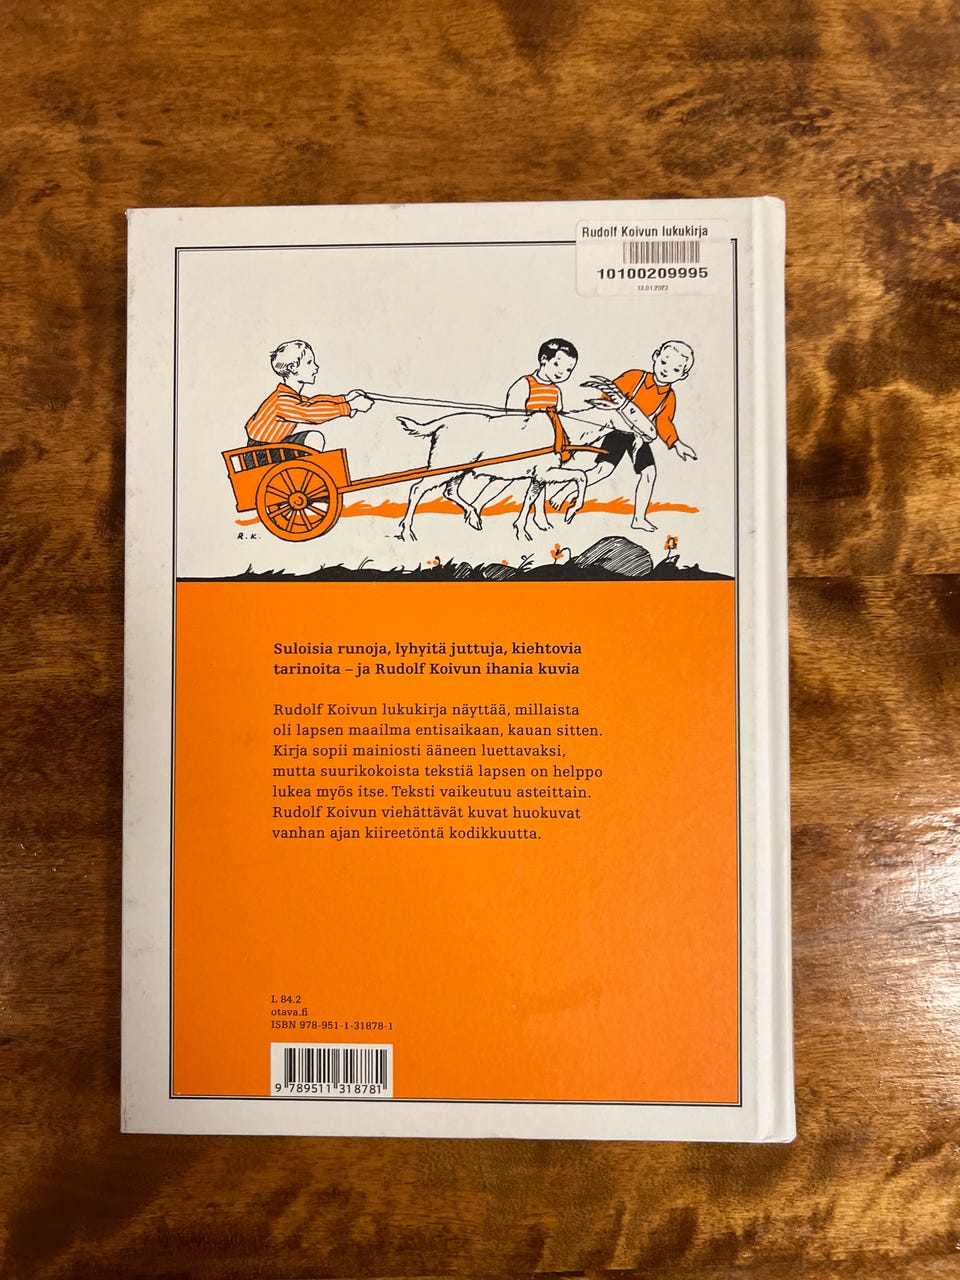 Rudolf Koivun lukukirja
10100209995
13.01.2023
R.K.
Suloisia runoja, lyhyitä juttuja, kiehtovia
tarinoita – ja Rudolf Koivun ihania kuvia
Rudolf Koivun lukukirja näyttää, millaista
oli lapsen maailma entisaikaan, kauan sitten.
Kirja sopii mainiosti ääneen luettavaksi,
mutta suurikokoista tekstiä lapsen on helppo
lukea myös itse. Teksti vaikeutuu asteittain.
Rudolf Koivun viehättävät kuvat huokuvat
vanhan ajan kiireetöntä kodikkuutta.
L 84.2
otava.fi
ISBN 978-951-1-31878-1
9 789511 318781